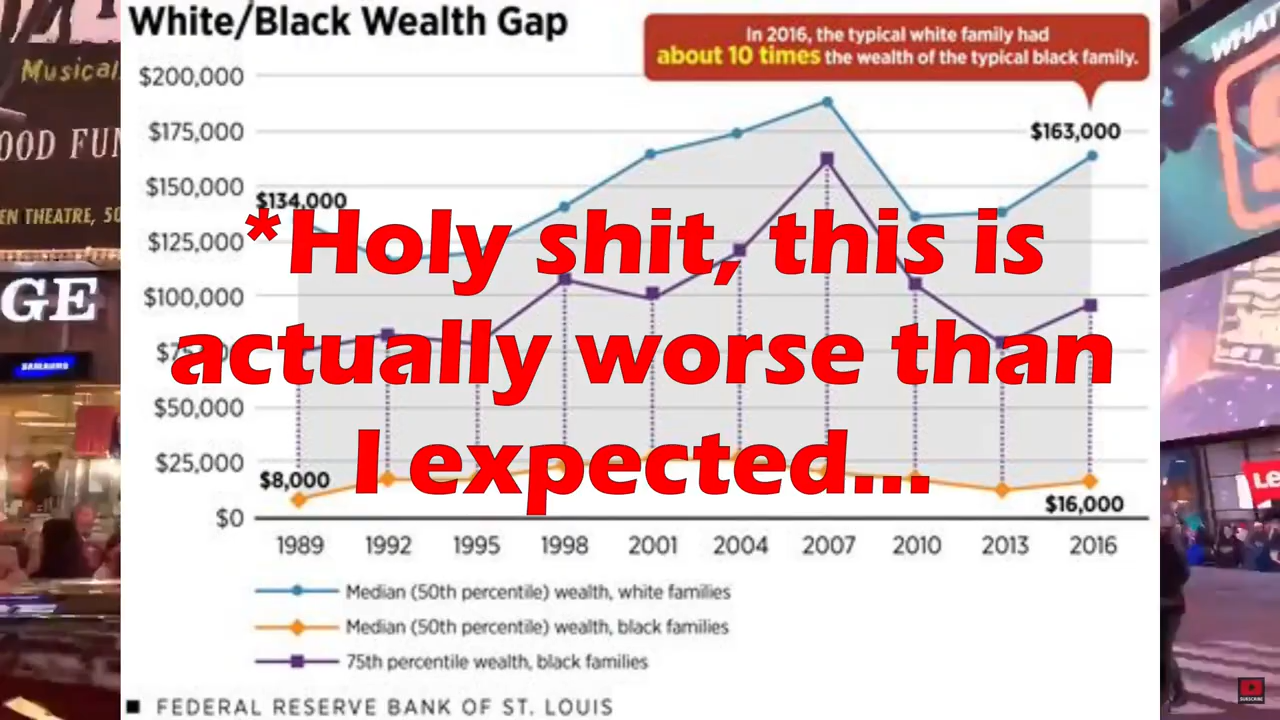 White/Black Wealth Gap
In 2016, the typical white family had
about 10 times the wealth of the typical black family.
$200,000
$175,000
$150,000
$125,000
$100,000
$50,000
$25,000
$0
$134,000
$163,000
$8,000
$16,000
*Holy shit, this is
actually worse than
I expected...
1989 1992 1995 1998 2001 2004 2007 2010 2013 2016
Median (50th percentile) wealth, white families
Median (50th percentile) wealth, black families
75th percentile wealth, black families
FEDERAL RESERVE BANK OF ST. LOUIS
Musical
OOD FUN
EN THEATRE, 50
GE
SAMSUNG
WHAT
Le
SUBSCRIBE